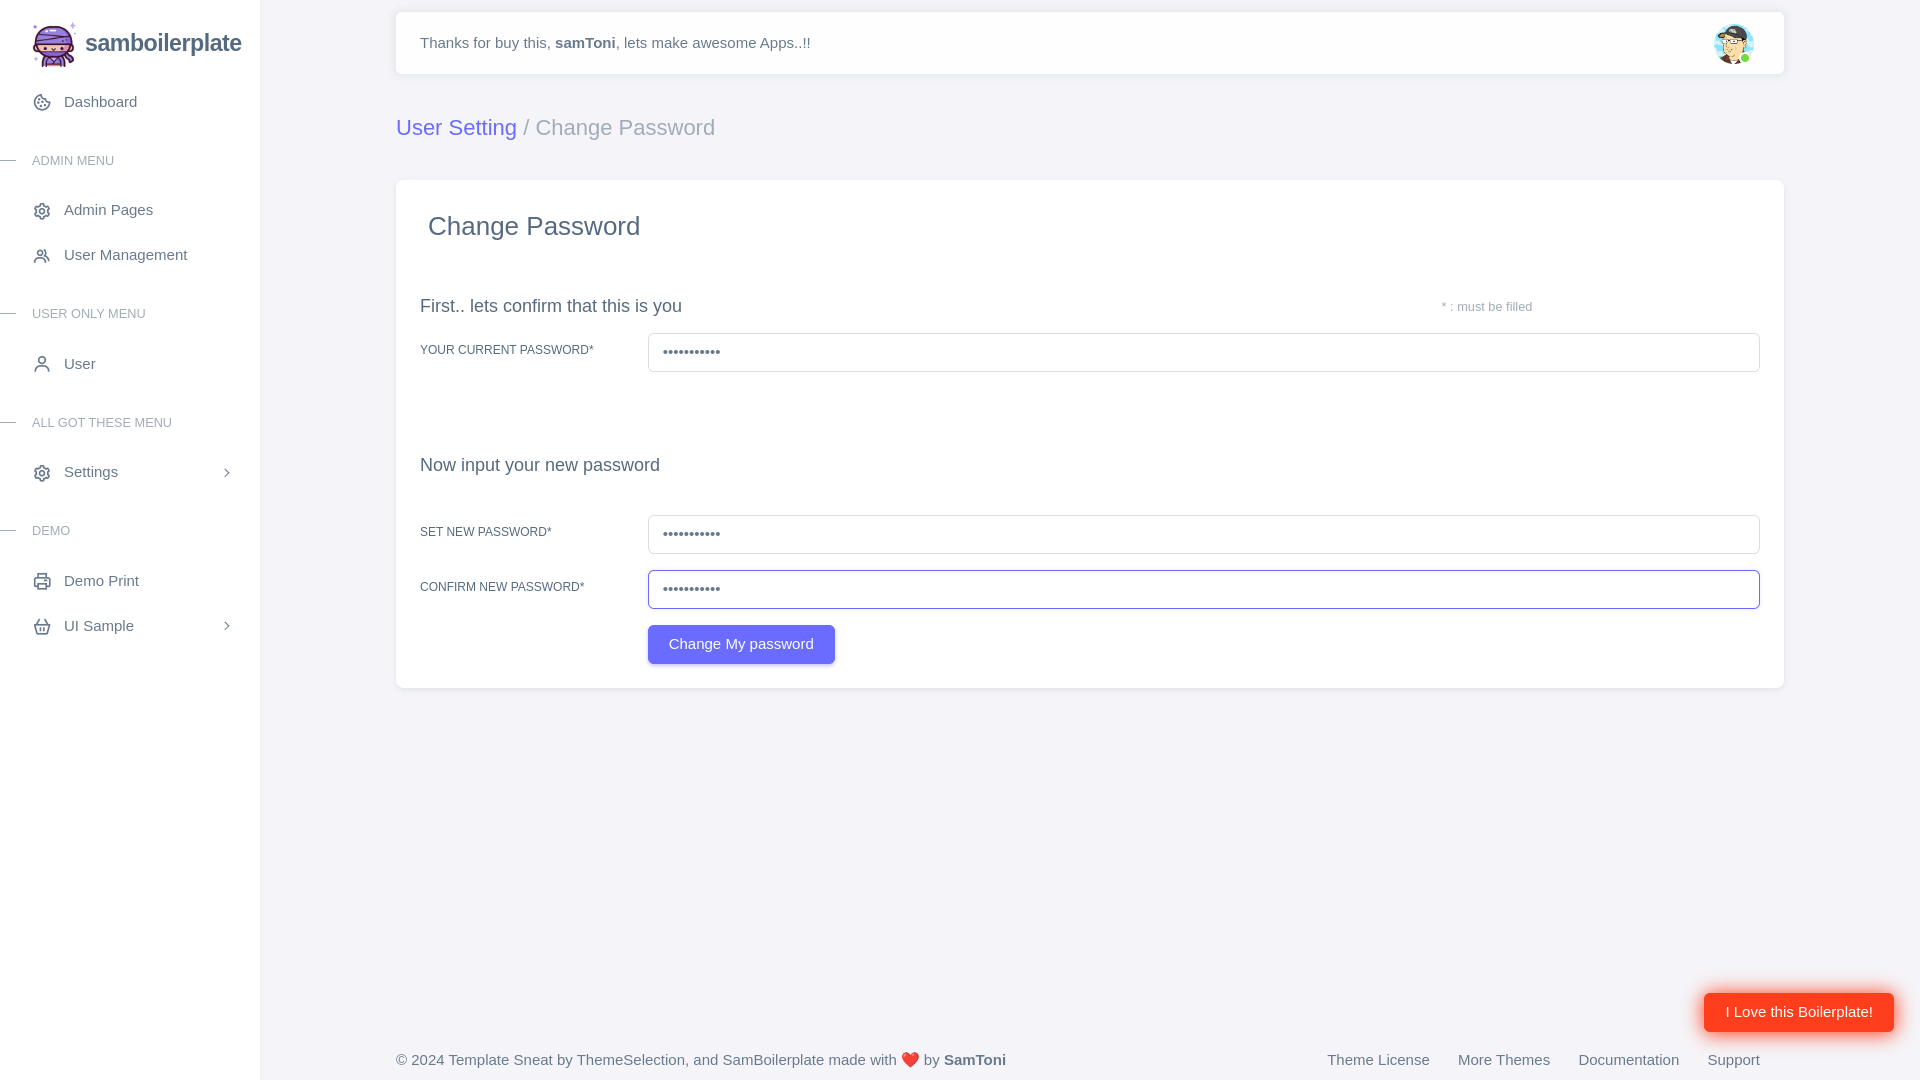 samboilerplate
Dashboard
ADMIN MENU
Admin Pages
User Management
USER ONLY MENU
User
ALL GOT THESE MENU
Settings
DEMO
Demo Print
UI Sample
Thanks for buy this, samToni, lets make awesome Apps..!!
User Setting / Change Password
Change Password
First.. lets confirm that this is you
* : must be filled
YOUR CURRENT PASSWORD*
•••••••••••
Now input your new password
SET NEW PASSWORD*
•••••••••••
CONFIRM NEW PASSWORD*
•••••••••••
Change My password
I Love this Boilerplate!
© 2024 Template Sneat by ThemeSelection, and SamBoilerplate made with ❤️ by SamToni
Theme License More Themes Documentation Support